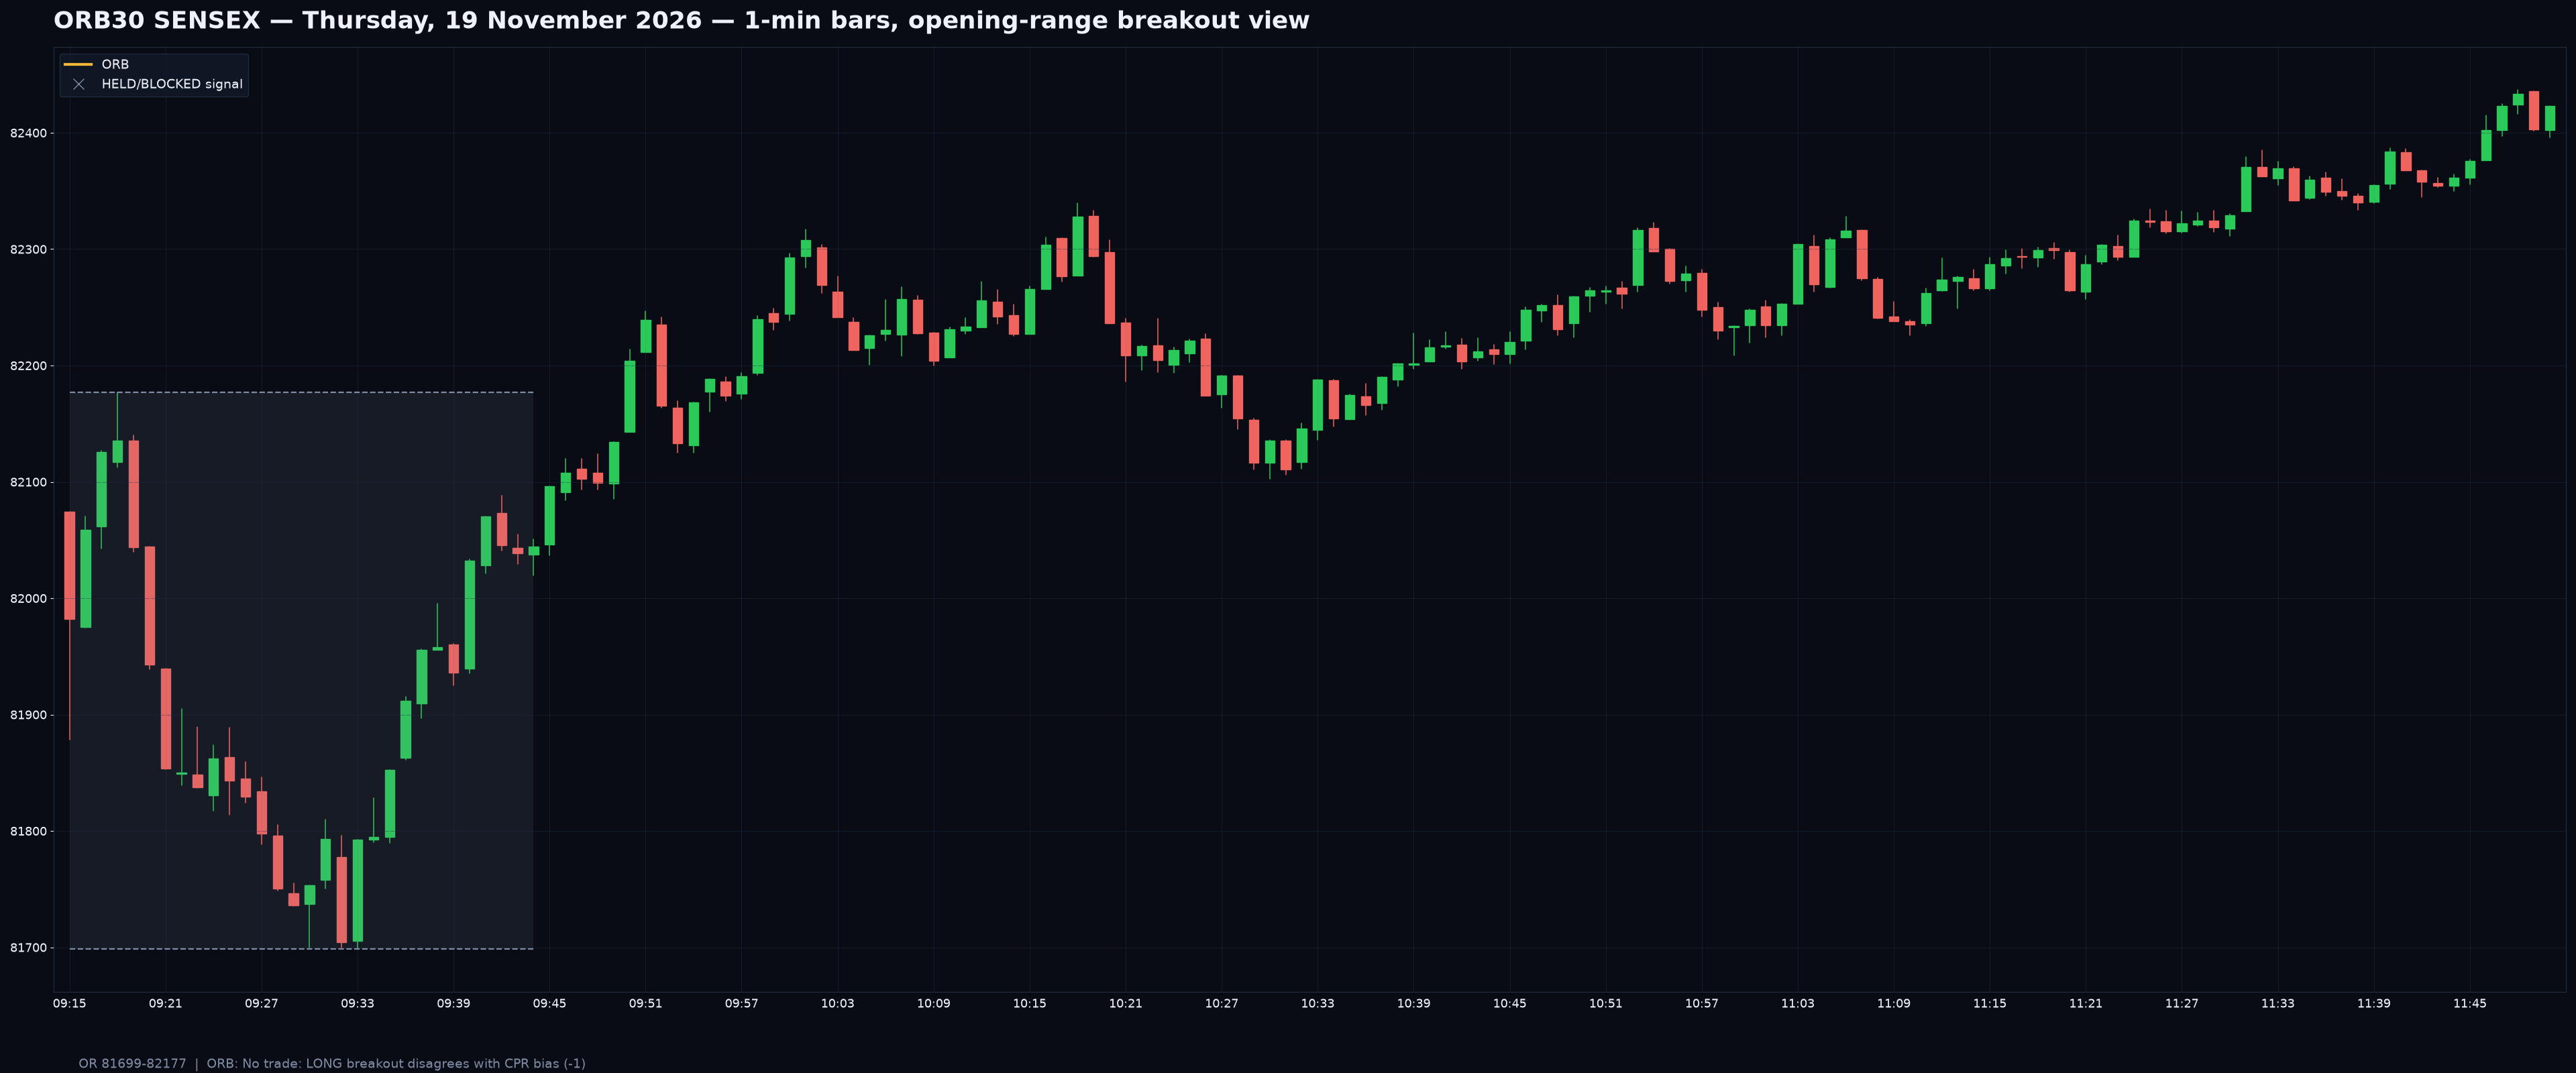 ORB30 SENSEX — Thursday, 19 November 2026 — 1-min bars, opening-range breakout view
ORB
HELD/BLOCKED signal
82400
82300
82200
82100
82000
81900
81800
81700
09:15 09:21 09:27 09:33 09:39 09:45 09:51 09:57 10:03 10:09 10:15 10:21 10:27 10:33 10:39 10:45 10:51 10:57 11:03 11:09 11:15 11:21 11:27 11:33 11:39 11:45
OR 81699-82177 | ORB: No trade: LONG breakout disagrees with CPR bias (-1)